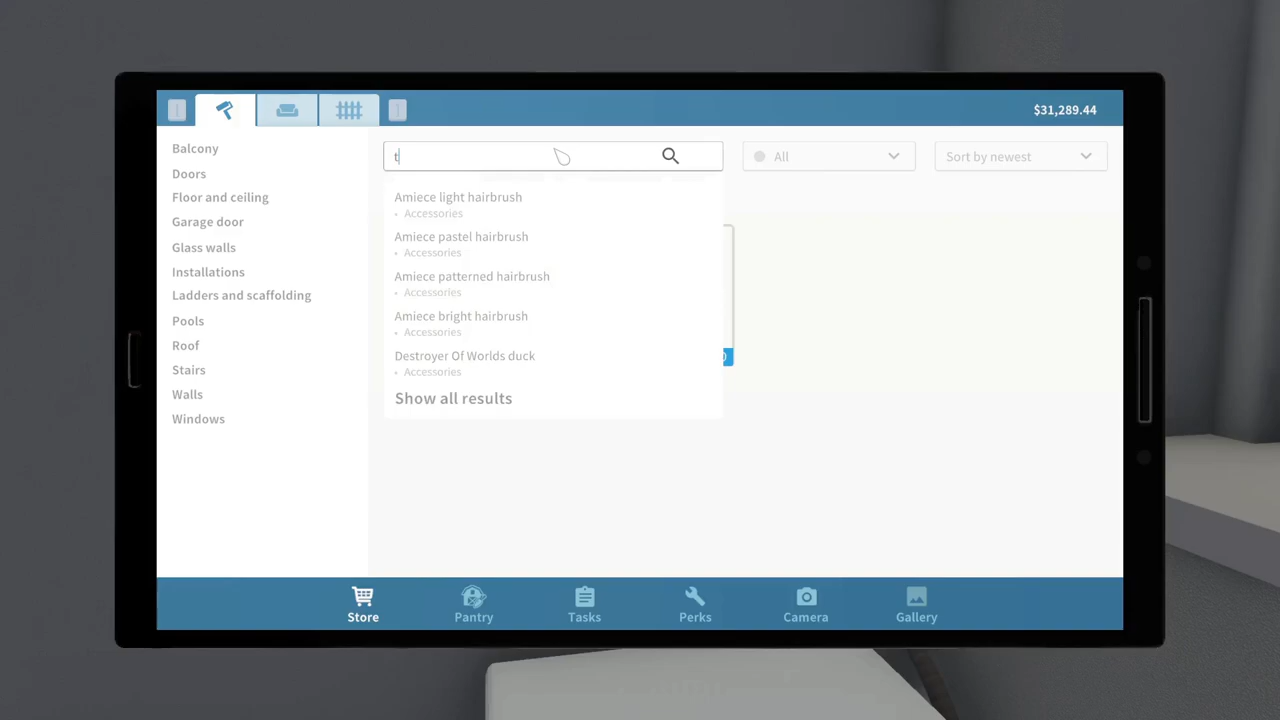 $31,289.44
Balcony
Doors
Floor and ceiling
Garage door
Glass walls
Installations
Ladders and scaffolding
Pools
Roof
Stairs
Walls
Windows
t
All
Sort by newest
Amiece light hairbrush
• Accessories
Amiece pastel hairbrush
• Accessories
Amiece patterned hairbrush
• Accessories
Amiece bright hairbrush
• Accessories
Destroyer Of Worlds duck
• Accessories
Show all results
Store
Pantry
Tasks
Perks
Camera
Gallery